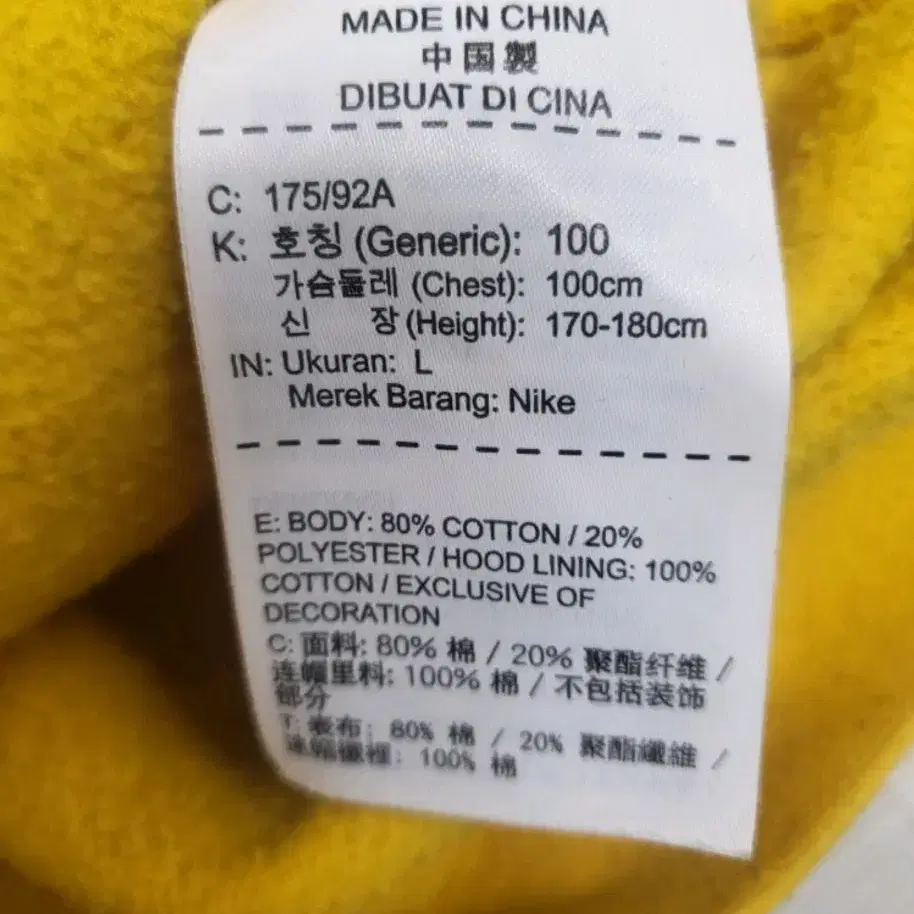 MADE IN CHINA
中国製
DIBUAT DI CINA
C: 175/92A
K: 호칭 (Generic): 100
가슴둘레 (Chest): 100cm
신 장 (Height): 170-180cm
IN: Ukuran: L
Merek Barang: Nike
E: BODY: 80% COTTON / 20%
POLYESTER / HOOD LINING: 100%
COTTON / EXCLUSIVE OF
DECORATION
C: 面料: 80% 棉 / 20% 聚酯纤维 /
连帽里料: 100% 棉 / 不包括装饰
部分
T: 表布: 80% 棉 / 20% 聚酯纖維 /
連帽襯裡: 100% 棉